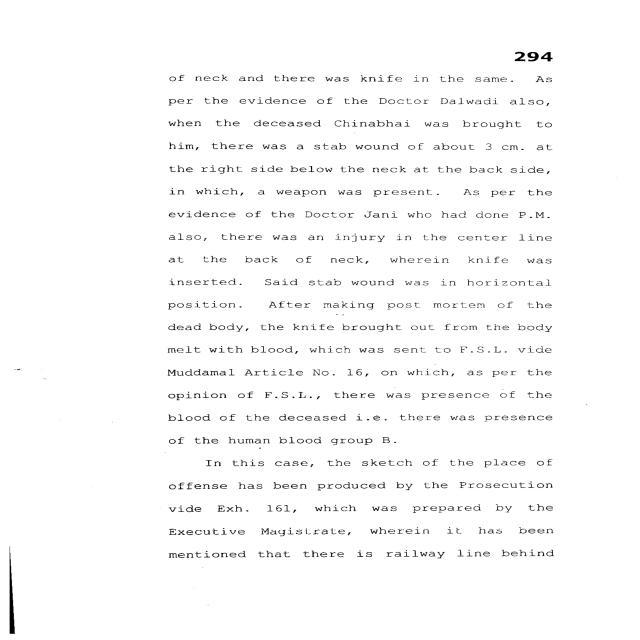 294
of neck and there was knife in the same. As
per the evidence of the Doctor Dalwadi also,
when the deceased Chinabhai was brought to
him, there was a stab wound of about 3 cm. at
the right side below the neck at the back side,
in which, a weapon was present. As per the
evidence of the Doctor Jani who had done P.M.
also, there was an injury in the center line
at the back of neck, wherein knife was
inserted. Said stab wound was in horizontal
position. After making post mortem of the
dead body, the knife brought out from the body
melt with blood, which was sent to F.S.L. vide
Muddamal Article No. 16, on which, as per the
opinion of F.S.L., there was presence of the
blood of the deceased i.e. there was presence
of the human blood group B.
In this case, the sketch of the place of
offense has been produced by the Prosecution
vide Exh. 161, which was prepared by the
Executive Magistrate, wherein it has been
mentioned that there is railway line behind